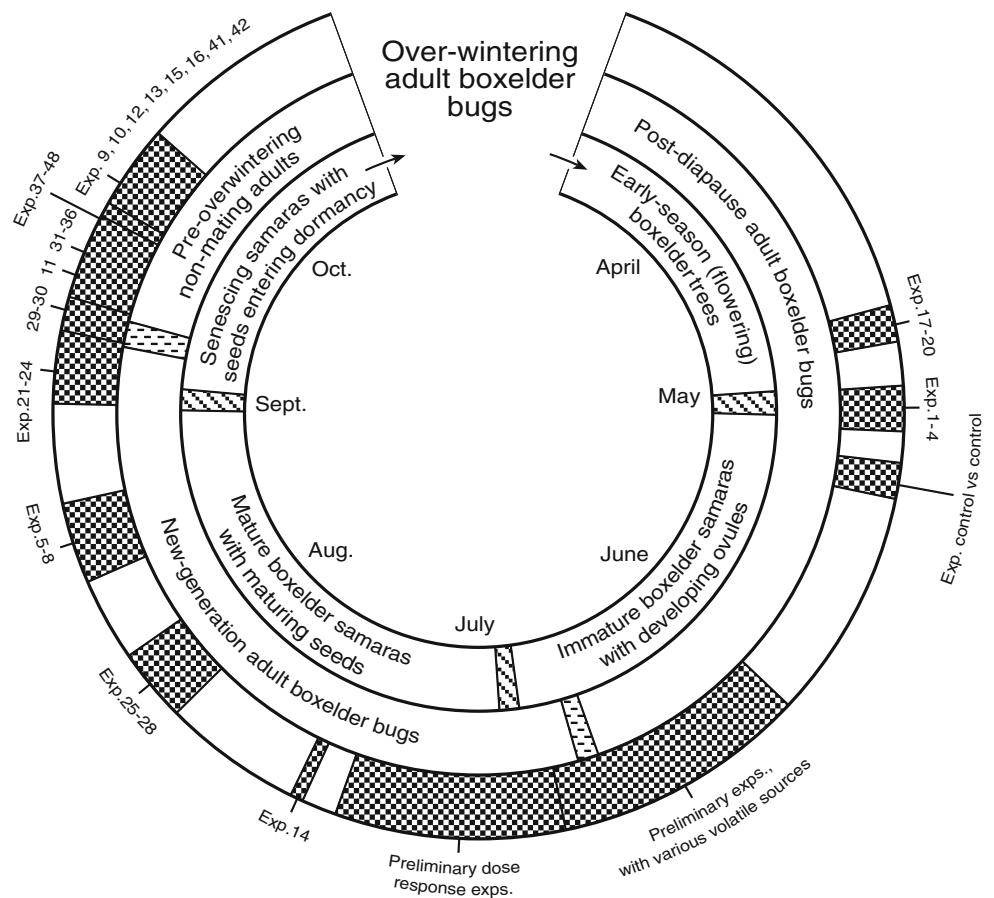 Over-wintering
adult boxelder
bugs
Post-diapause adult boxelder bugs
Early-season (flowering)
boxelder trees
April
May
June
July
Aug.
Sept.
Oct.
Exp.17-20
Exp.1-4
Exp. control vs control
Immature boxelder samaras
with developing ovules
Preliminary exps.,
with various volatile sources
Preliminary dose
response exps.
Exp.14
Exp.25-28
Exp.5-8
Exp.21-24
29-30
11
31-36
Exp.37-48
Exp. 9, 10, 12, 13, 15, 16, 41, 42
New-generation adult boxelder bugs
Mature boxelder samaras
with maturing seeds
Senescing samaras with
seeds entering dormancy
Pre-overwintering
non-mating adults